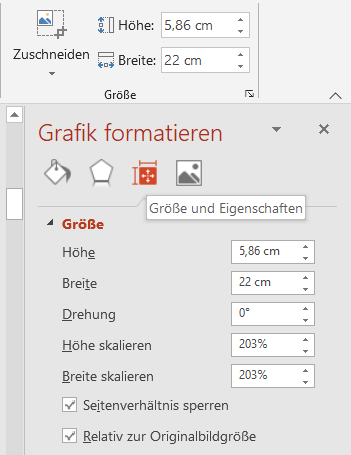 Zuschneiden
Höhe: 5,86 cm
Breite: 22 cm
Größe
Grafik formatieren
Größe und Eigenschaften
Größe
Höhe 5,86 cm
Breite 22 cm
Drehung 0°
Höhe skalieren 203%
Breite skalieren 203%
Seitenverhältnis sperren
Relativ zur Originalbildgröße